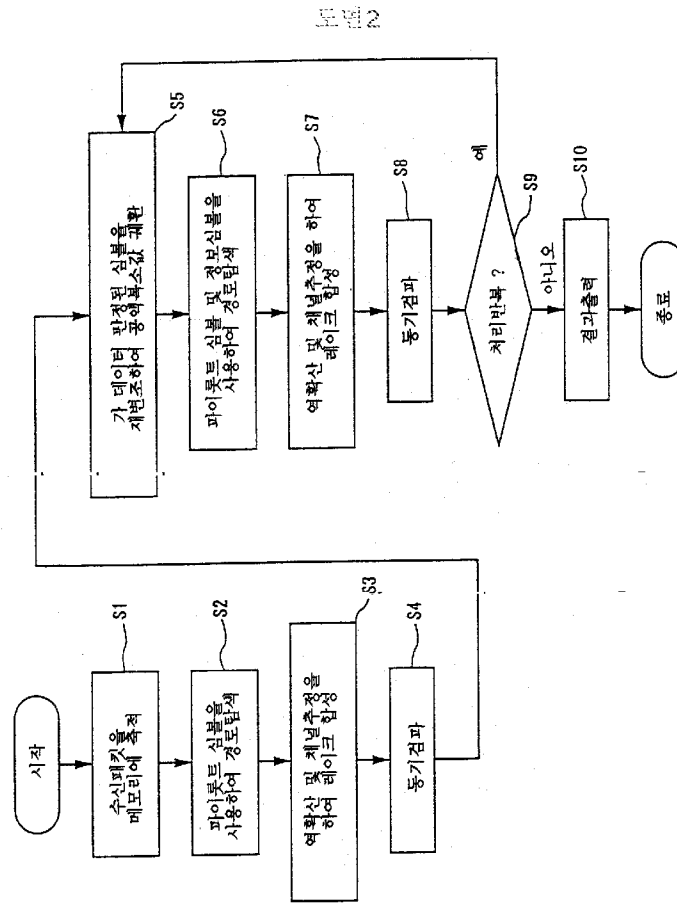 도면2
시작
수신패킷을
메모리에 축적
S1
파이롯트 심볼을
사용하여 경로탐색
S2
역확산 및 채널추정을
하여 레이크 합성
S3
동기검파
S4
가 데이터 판정된 심볼을
재변조하여 공액복소값 궤환
S5
파이롯트 심볼 및 정보심볼을
사용하여 경로탐색
S6
역확산 및 채널추정을 하여
레이크 합성
S7
동기검파
S8
처리반복 ?
S9
예
아니오
결과출력
S10
종료